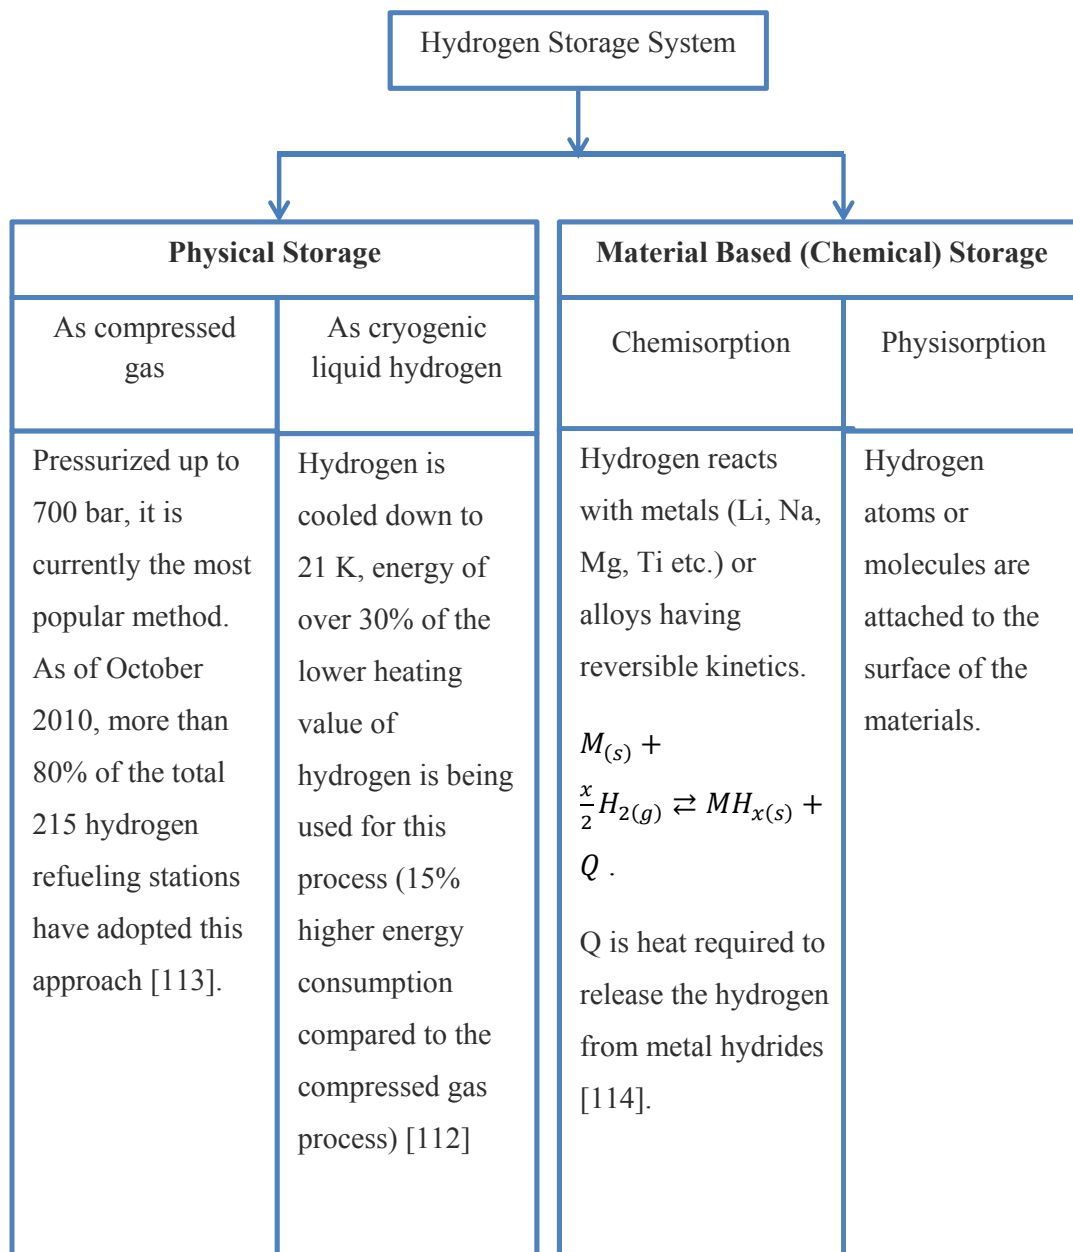 Hydrogen Storage System
Physical Storage
As compressed
gas
Pressurized up to
700 bar, it is
currently the most
popular method.
As of October
2010, more than
80% of the total
215 hydrogen
refueling stations
have adopted this
approach [113].
As cryogenic
liquid hydrogen
Hydrogen is
cooled down to
21 K, energy of
over 30% of the
lower heating
value of
hydrogen is being
used for this
process (15%
higher energy
consumption
compared to the
compressed gas
process) [112]
Material Based (Chemical) Storage
Chemisorption
Hydrogen reacts
with metals (Li, Na,
Mg, Ti etc.) or
alloys having
reversible kinetics.
M_(s) +
x/2 H_2(g) ⇄ MH_x(s) +
Q .
Q is heat required to
release the hydrogen
from metal hydrides
[114].
Physisorption
Hydrogen
atoms or
molecules are
attached to the
surface of the
materials.